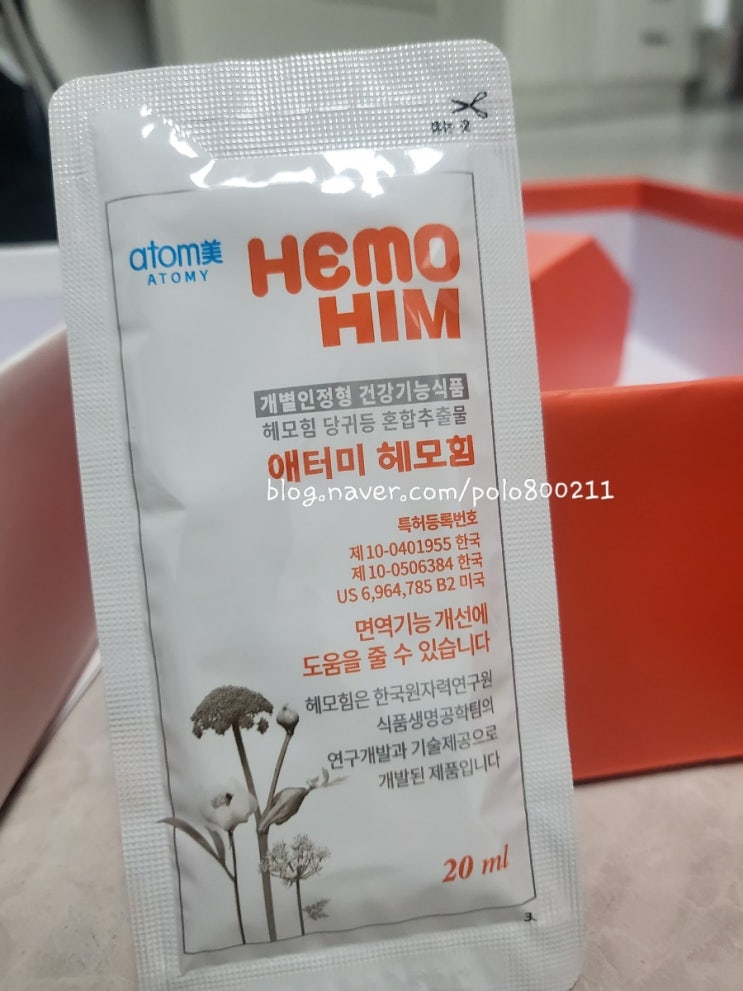 atom美
ATOMY
HEMO
HIM
개별인정형 건강기능식품
헤모힘 당귀등 혼합추출물
애터미 헤모힘
blog.naver.com/polo800211
특허등록번호
제 10-0401955 한국
제 10-0506384 한국
US 6,964,785 B2 미국
면역기능 개선에
도움을 줄 수 있습니다
헤모힘은 한국원자력연구원
식품생명공학팀의
연구개발과 기술제공으로
개발된 제품입니다
20 ml